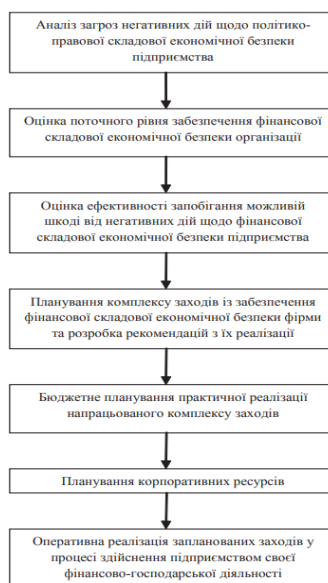 Аналіз загроз негативних дій щодо політико-
правової складової економічної безпеки
підприємства
Оцінка поточного рівня забезпечення фінансової
складової економічної безпеки організації
Оцінка ефективності запобігання можливій
шкоді від негативних дій щодо фінансової
складової економічної безпеки підприємства
Планування комплексу заходів із забезпечення
фінансової складової економічної безпеки фірми
та розробка рекомендацій з їх реалізації
Бюджетне планування практичної реалізації
напрацьованого комплексу заходів
Планування корпоративних ресурсів
Оперативна реалізація запланованих заходів у
процесі здійснення підприємством своєї
фінансово-господарської діяльності